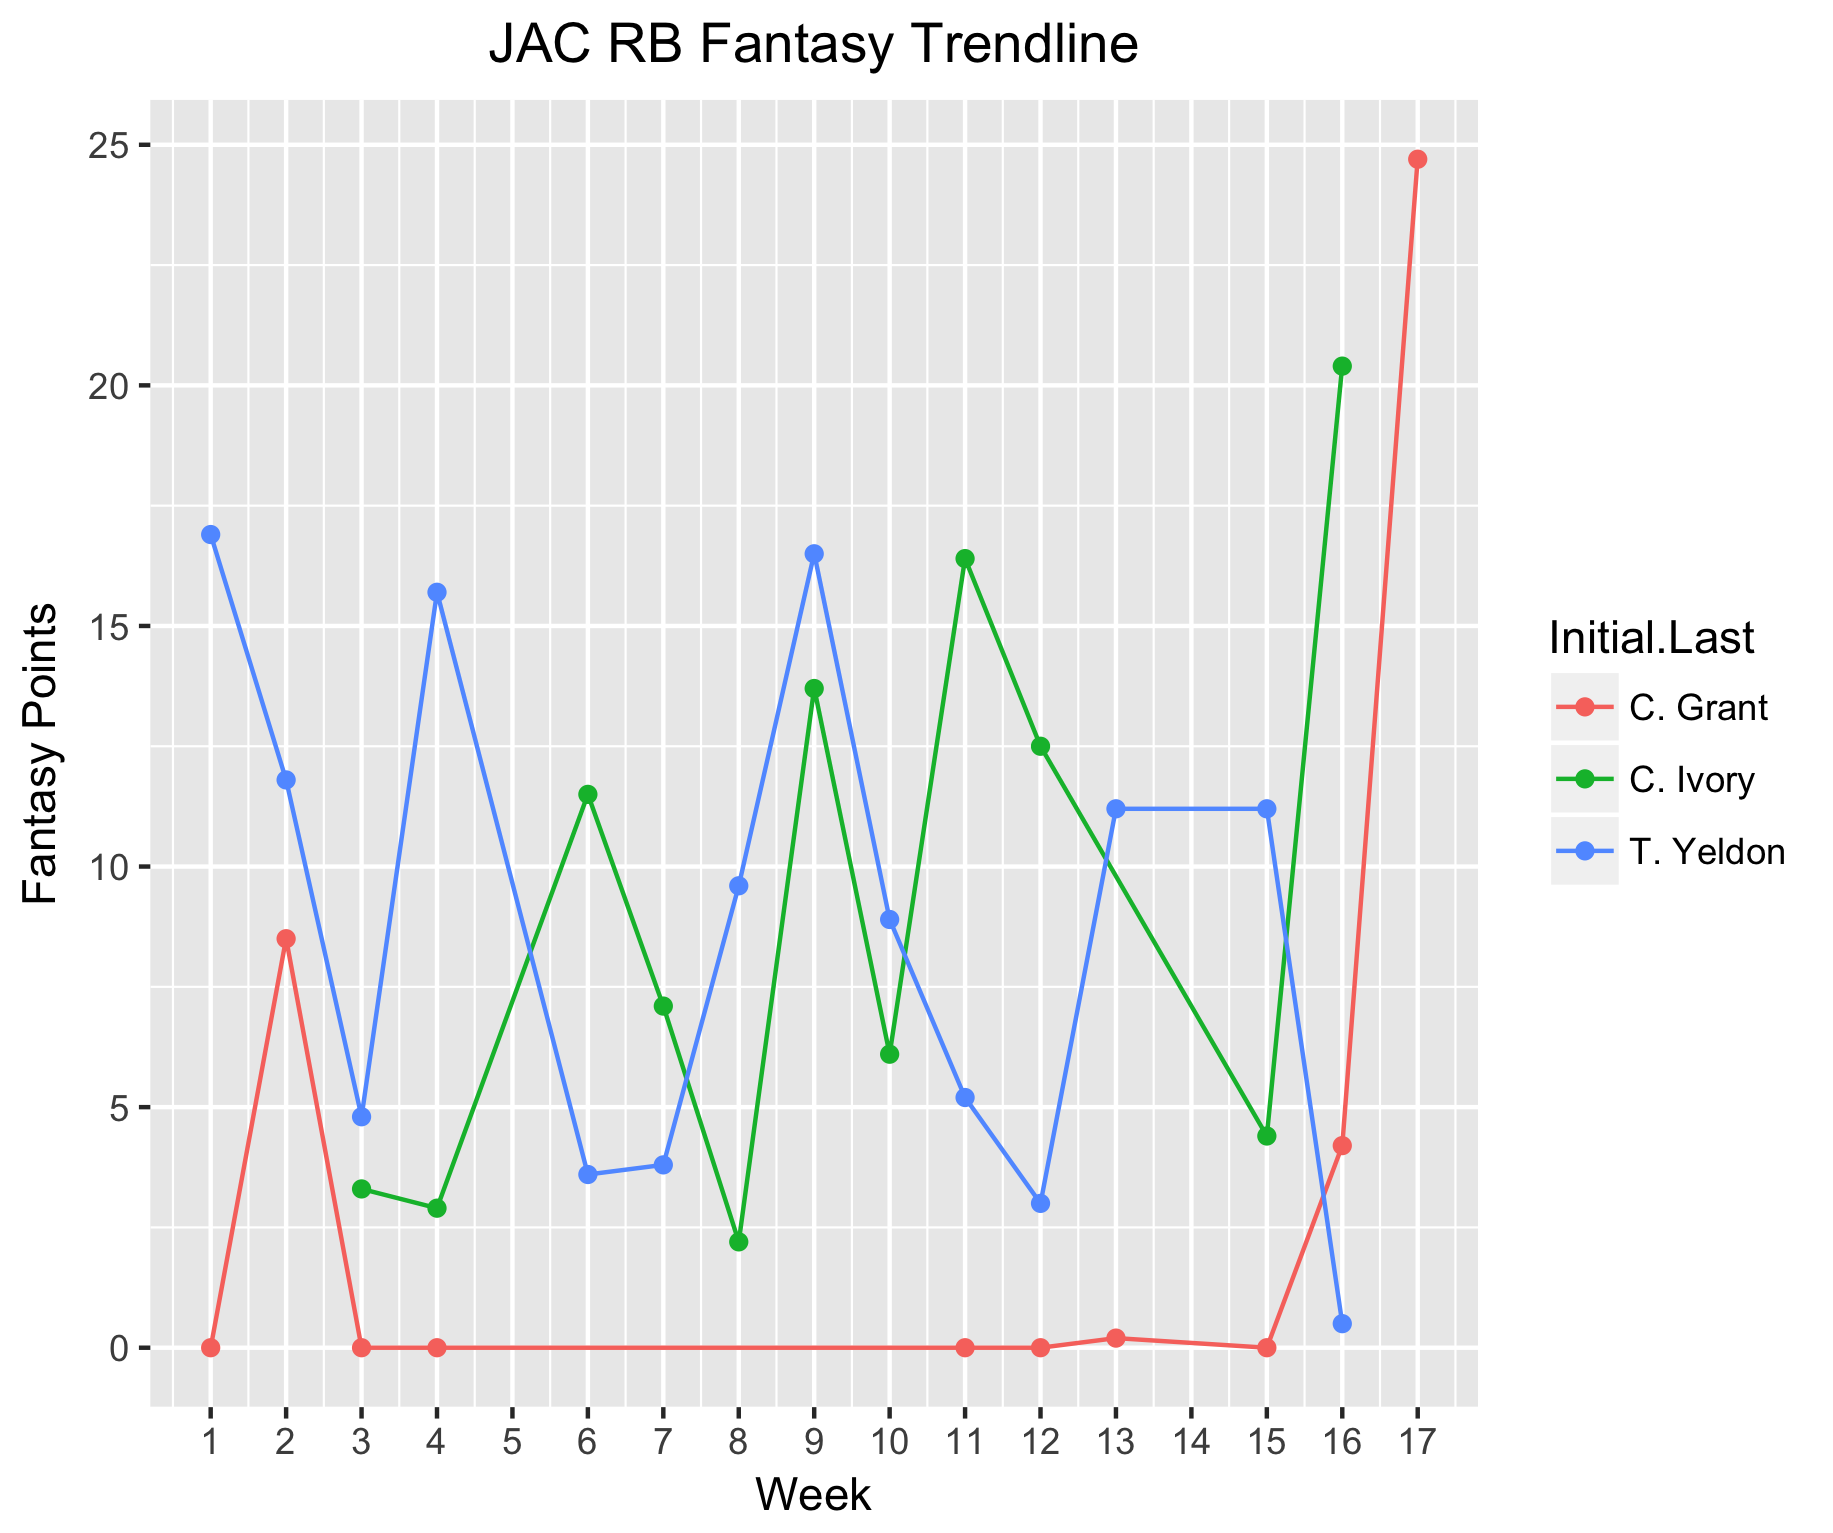 JAC RB Fantasy Trendline
Fantasy Points
25
20
15
10
5
0
1 2 3 4 5 6 7 8 9 10 11 12 13 14 15 16 17
Week
Initial.Last
C. Grant
C. Ivory
T. Yeldon